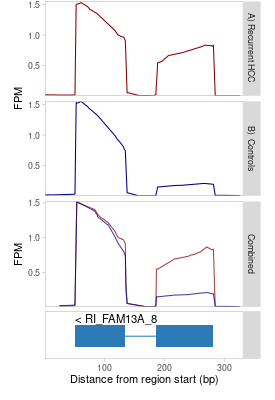 1.5
1.0
0.5
A) Recurrent HCC
FPM
1.5
1.0
0.5
B) Controls
1.5
1.0
0.5
Combined
FPM
< RI_FAM13A_8
100 200 300
Distance from region start (bp)